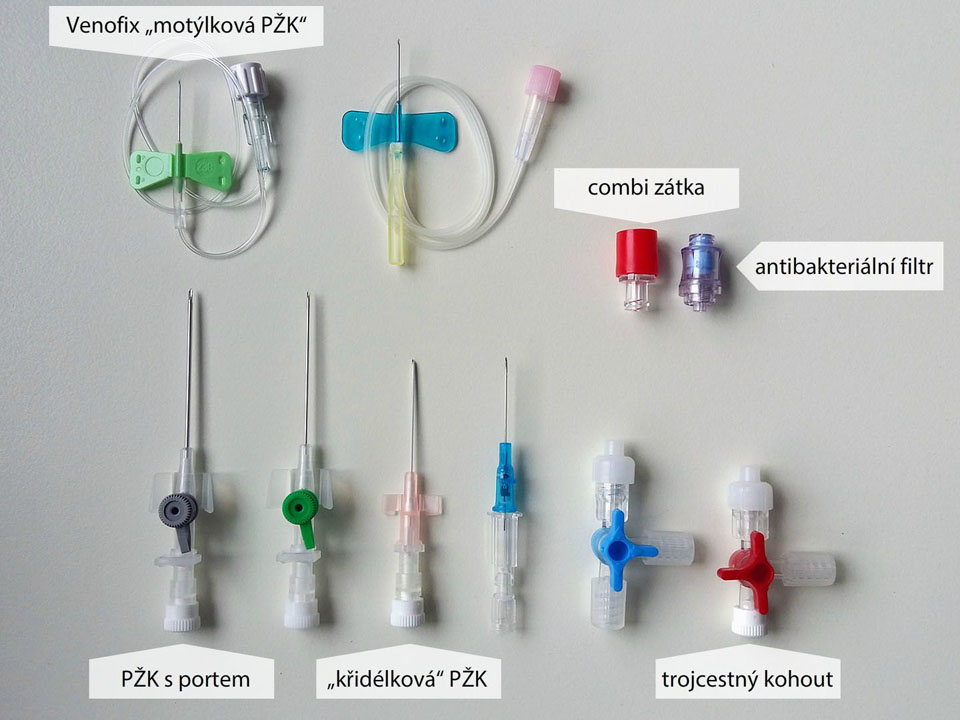 Venofix „motýlková PŽK“
combi zátka
antibakteriální filtr
PŽK s portem
„křidélková“ PŽK
trojcestný kohout